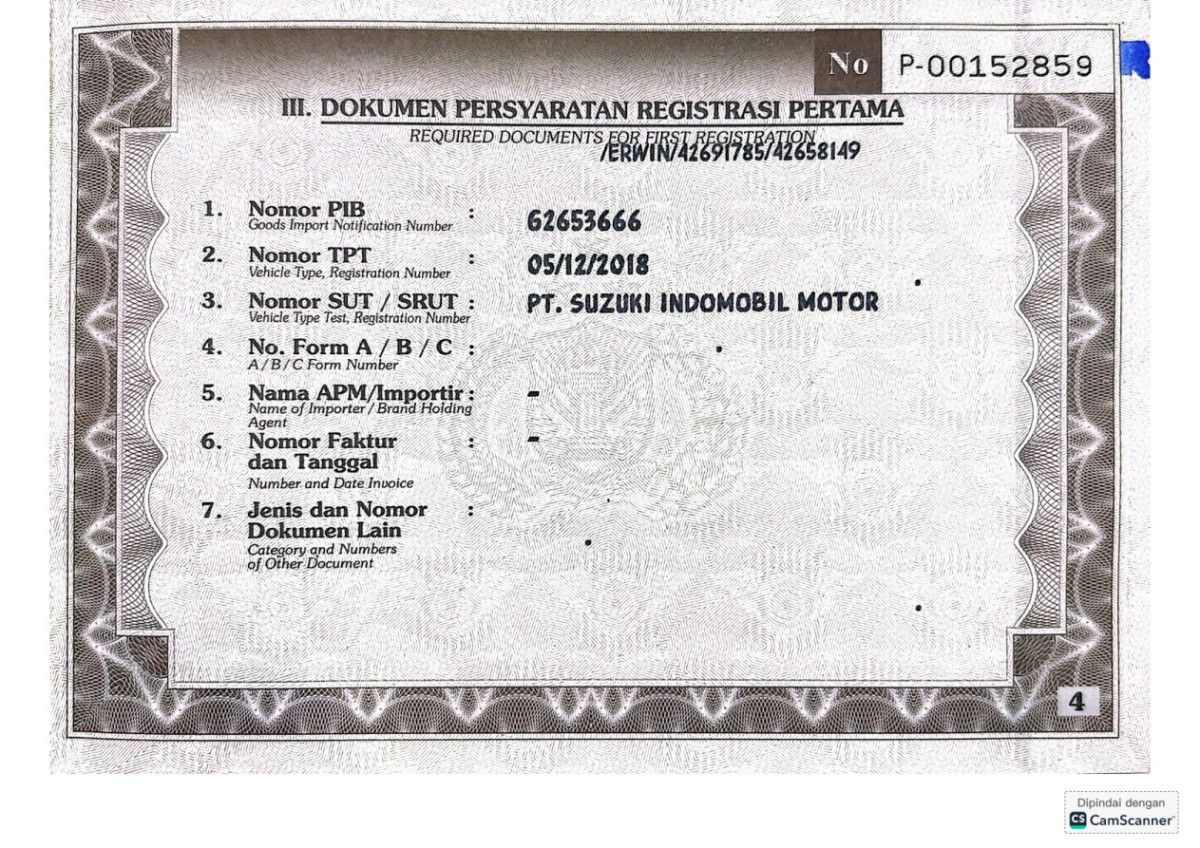 No P-00152859
III. DOKUMEN PERSYARATAN REGISTRASI PERTAMA
REQUIRED DOCUMENTS FOR FIRST REGISTRATION
/ERWIN/42691785/42658149
1. Nomor PIB : 62653666
Goods Import Notification Number
2. Nomor TPT : 05/12/2018
Vehicle Type, Registration Number
3. Nomor SUT / SRUT : PT. SUZUKI INDOMOBIL MOTOR
Vehicle Type Test, Registration Number
4. No. Form A / B / C :
A / B / C Form Number
5. Nama APM/Importir : -
Name of Importer / Brand Holding
Agent
6. Nomor Faktur : -
dan Tanggal
Number and Date Invoice
7. Jenis dan Nomor :
Dokumen Lain
Category and Numbers
of Other Document
4
Dipindai dengan
CS CamScanner